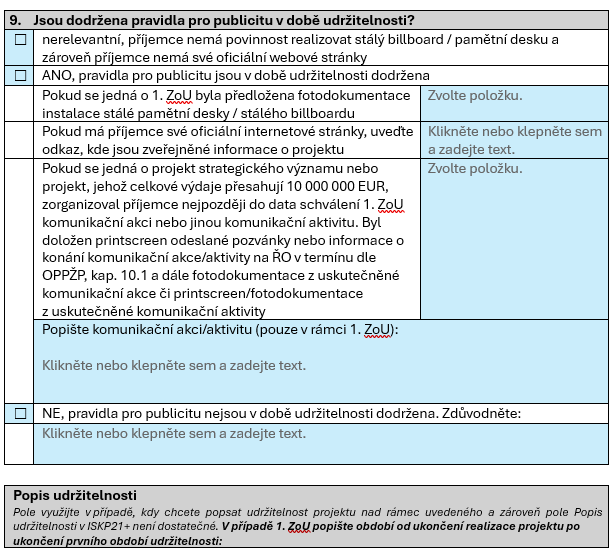 9. Jsou dodržena pravidla pro publicitu v době udržitelnosti?
☐ nerelevantní, příjemce nemá povinnost realizovat stálý billboard / pamětní desku a
zároveň příjemce nemá své oficiální webové stránky
☐ ANO, pravidla pro publicitu jsou v době udržitelnosti dodržena
Pokud se jedná o 1. ZoU byla předložena fotodokumentace
instalace stálé pamětní desky / stálého billboardu
Zvolte položku.
Pokud má příjemce své oficiální internetové stránky, uveďte
odkaz, kde jsou zveřejněné informace o projektu
Klikněte nebo klepněte sem
a zadejte text.
Pokud se jedná o projekt strategického významu nebo
projekt, jehož celkové výdaje přesahují 10 000 000 EUR,
zorganizoval příjemce nejpozději do data schválení 1. ZoU
komunikační akci nebo jinou komunikační aktivitu. Byl
doložen printscreen odeslané pozvánky nebo informace o
konání komunikační akce/aktivity na ŘO v termínu dle
OPPŽP, kap. 10.1 a dále fotodokumentace z uskutečněné
komunikační akce či printscreen/fotodokumentace
z uskutečněné komunikační aktivity
Zvolte položku.
Popište komunikační akci/aktivitu (pouze v rámci 1. ZoU):
Klikněte nebo klepněte sem a zadejte text.
☐ NE, pravidla pro publicitu nejsou v době udržitelnosti dodržena. Zdůvodněte:
Klikněte nebo klepněte sem a zadejte text.
Popis udržitelnosti
Pole využijte v případě, kdy chcete popsat udržitelnost projektu nad rámec uvedeného a zároveň pole Popis
udržitelnosti v ISKP21+ není dostatečné. V případě 1. ZoU popište období od ukončení realizace projektu po
ukončení prvního období udržitelnosti: